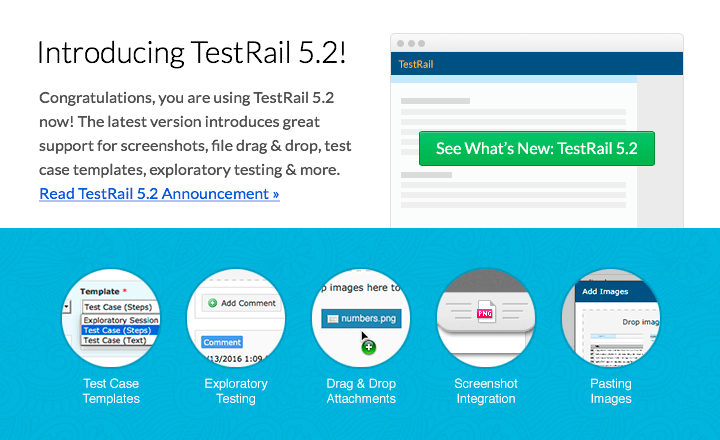 Introducing TestRail 5.2!
Congratulations, you are using TestRail 5.2
now! The latest version introduces great
support for screenshots, file drag & drop, test
case templates, exploratory testing & more.
Read TestRail 5.2 Announcement »
TestRail
See What's New: TestRail 5.2
Template *
Test Case (Steps)
Exploratory Session
Test Case (Steps)
Test Case (Text)
Add Comment
Comment
/13/2016 1:09
p images here to
numbers.png
PNG
Add Images
Drop imag
Test Case
Templates
Exploratory
Testing
Drag & Drop
Attachments
Screenshot
Integration
Pasting
Images